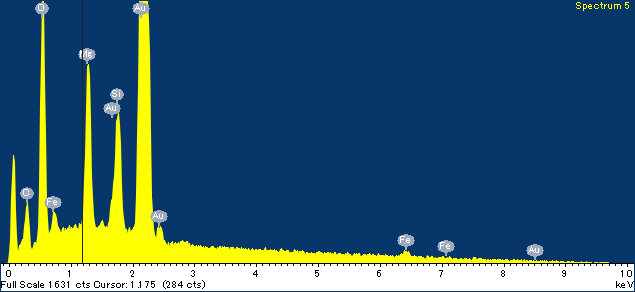 Spectrum 5
O Au
Mg
Si
Au
C Fe Au
Fe Fe Au
0 1 2 3 4 5 6 7 8 9 10
Full Scale 1631 cts Cursor: 1.175 (284 cts) keV